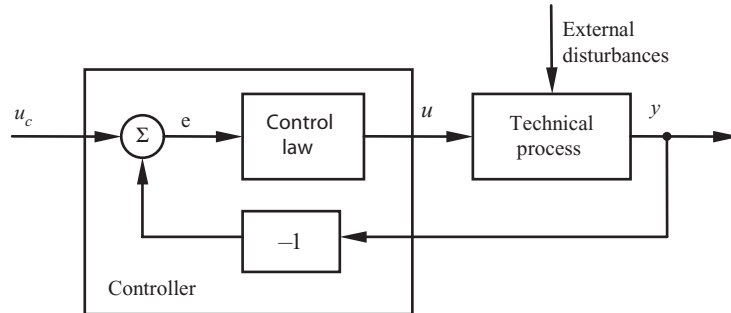 External
disturbances
u_c
Σ
e
Control
law
u
Technical
process
y
–1
Controller